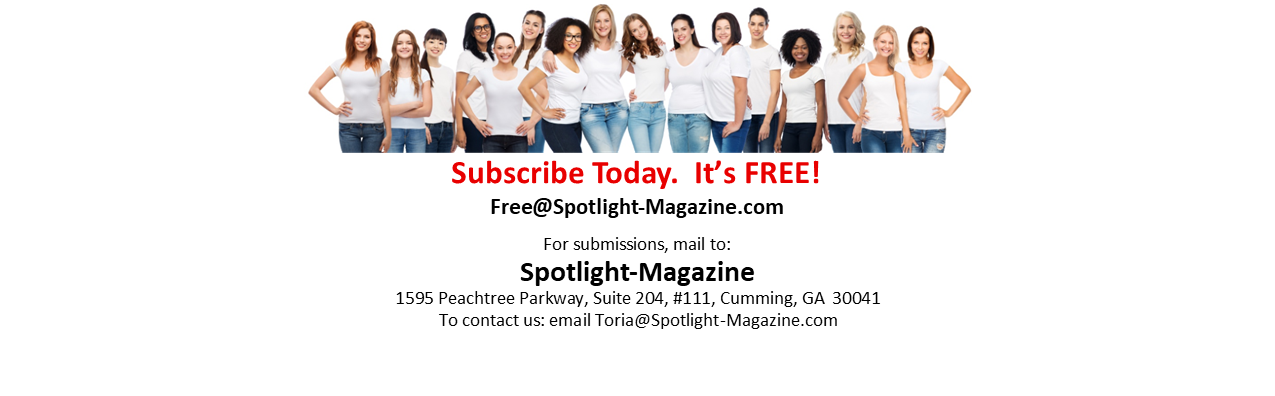 Subscribe Today.  It's FREE!
Free@Spotlight-Magazine.com
For submissions, mail to:
Spotlight-Magazine
1595 Peachtree Parkway, Suite 204, #111, Cumming, GA  30041
To contact us: email Toria@Spotlight-Magazine.com